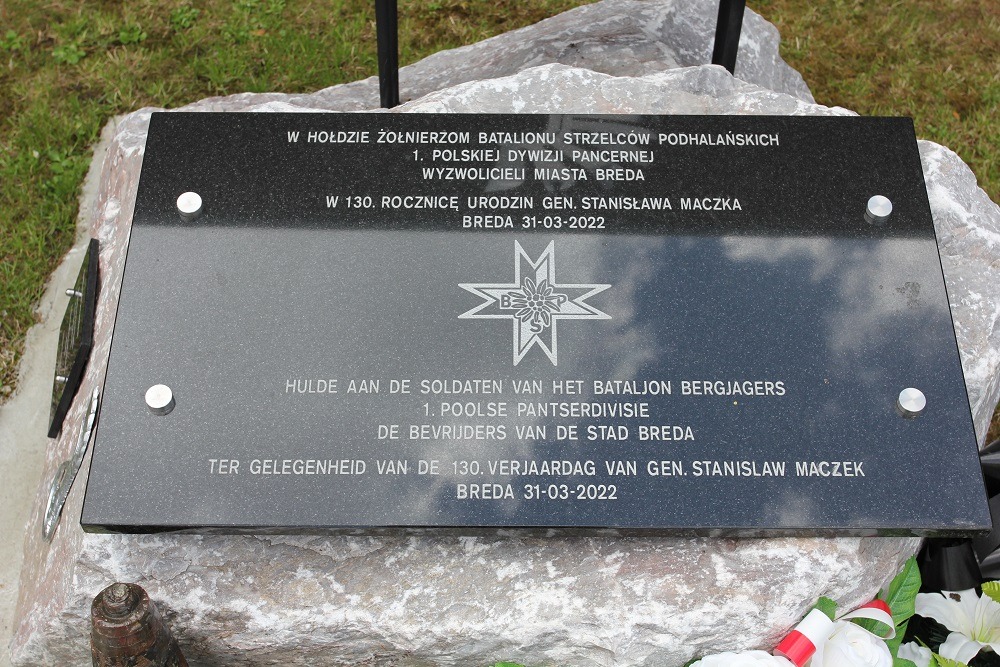 W HOŁDZIE ŻOŁNIERZOM BATALIONU STRZELCÓW PODHALAŃSKICH
1. POLSKIEJ DYWIZJI PANCERNEJ
WYZWOLICIELI MIASTA BREDA
W 130. ROCZNICĘ URODZIN GEN. STANISŁAWA MACZKA
BREDA 31-03-2022
B P
S
HULDE AAN DE SOLDATEN VAN HET BATALJON BERGJAGERS
1. POOLSE PANTSERDIVISIE
DE BEVRIJDERS VAN DE STAD BREDA
TER GELEGENHEID VAN DE 130. VERJAARDAG VAN GEN. STANISLAW MACZEK
BREDA 31-03-2022